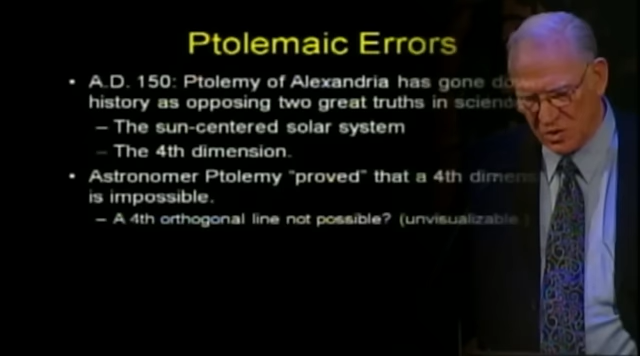 Ptolemaic Errors
• A.D. 150: Ptolemy of Alexandria has gone
history as opposing two great truths in
– The sun-centered solar system
– The 4th dimension.
• Astronomer Ptolemy "proved" that a 4th
is impossible.
– A 4th orthogonal line not possible? (unvisualizable.)